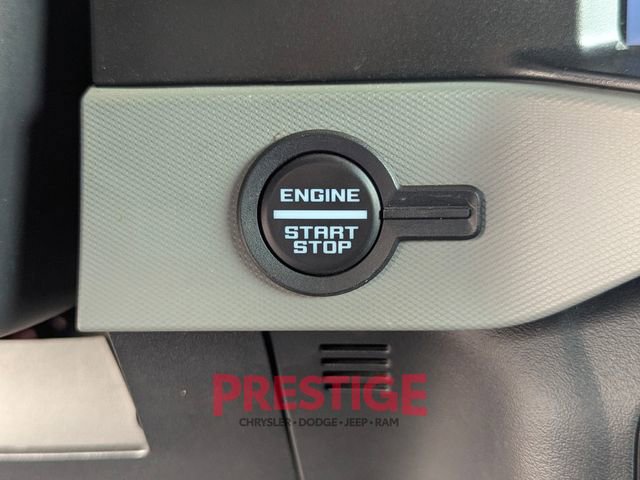 ENGINE
START
STOP
PRESTIGE
CHRYSLER • DODGE • JEEP • RAM